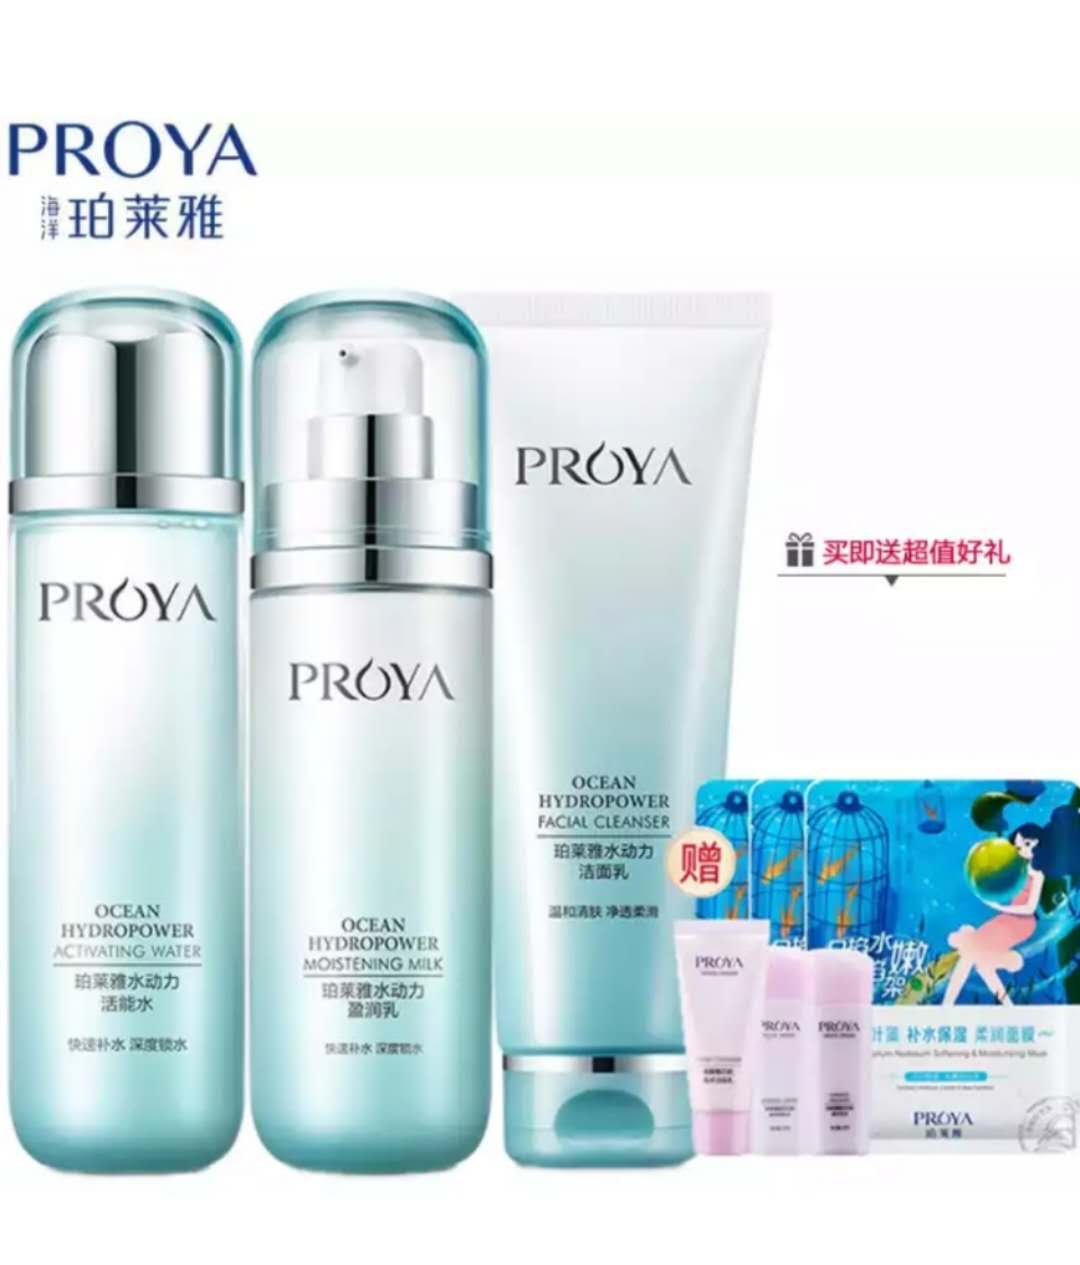 PROYA
海洋 珀莱雅
PROYA
OCEAN
HYDROPOWER
ACTIVATING WATER
珀莱雅水动力
活能水
快速补水 深度锁水
PROYA
OCEAN
HYDROPOWER
MOISTENING MILK
珀莱雅水动力
盈润乳
快速补水 深度锁水
PROYA
OCEAN
HYDROPOWER
FACIAL CLEANSER
珀莱雅水动力
洁面乳
温和清肤 净透柔滑
买即送超值好礼
赠
PROYA
PROYA
PROYA
水
嫩
架
补水保湿 柔润面膜
PROYA
珀莱雅